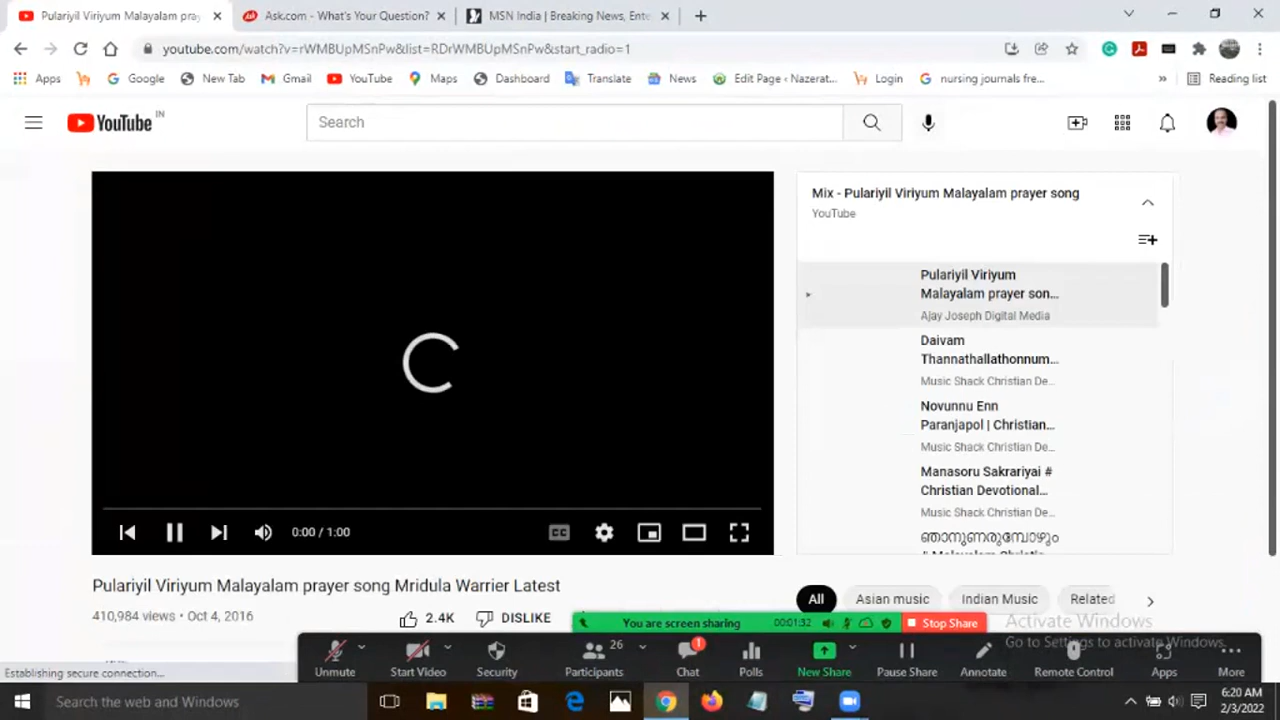 Pulariyil Viriyum Malayalam pray
Ask.com - What's Your Question?
MSN India | Breaking News, Ente
youtube.com/watch?v=rWMBUpMSnPw&list=RDrWMBUpMSnPw&start_radio=1
Apps
Google
New Tab
Gmail
YouTube
Maps
Dashboard
Translate
News
Edit Page ‹ Nazerat...
Login
nursing journals fre...
»
Reading list
YouTube IN
Search
Mix - Pulariyil Viriyum Malayalam prayer song
YouTube
Pulariyil Viriyum
Malayalam prayer son...
Ajay Joseph Digital Media
Daivam
Thannathallathonnum...
Music Shack Christian De...
Novunnu Enn
Paranjapol | Christian...
Music Shack Christian De...
Manasoru Sakrariyai #
Christian Devotional...
Music Shack Christian De...
ഞാനുണരുമ്പോഴും
# Malayalam Christia
CC
0:00 / 1:00
Pulariyil Viriyum Malayalam prayer song Mridula Warrier Latest
410,984 views • Oct 4, 2016
2.4K
DISLIKE
All
Asian music
Indian Music
Related
You are screen sharing
00:01:32
Stop Share
Activate Windows
Go to Settings to activate Windows.
Unmute
Start Video
Security
Participants
26
Chat
1
Polls
New Share
Pause Share
Annotate
Remote Control
Apps
More
Establishing secure connection...
Search the web and Windows
6:20 AM
2/3/2022